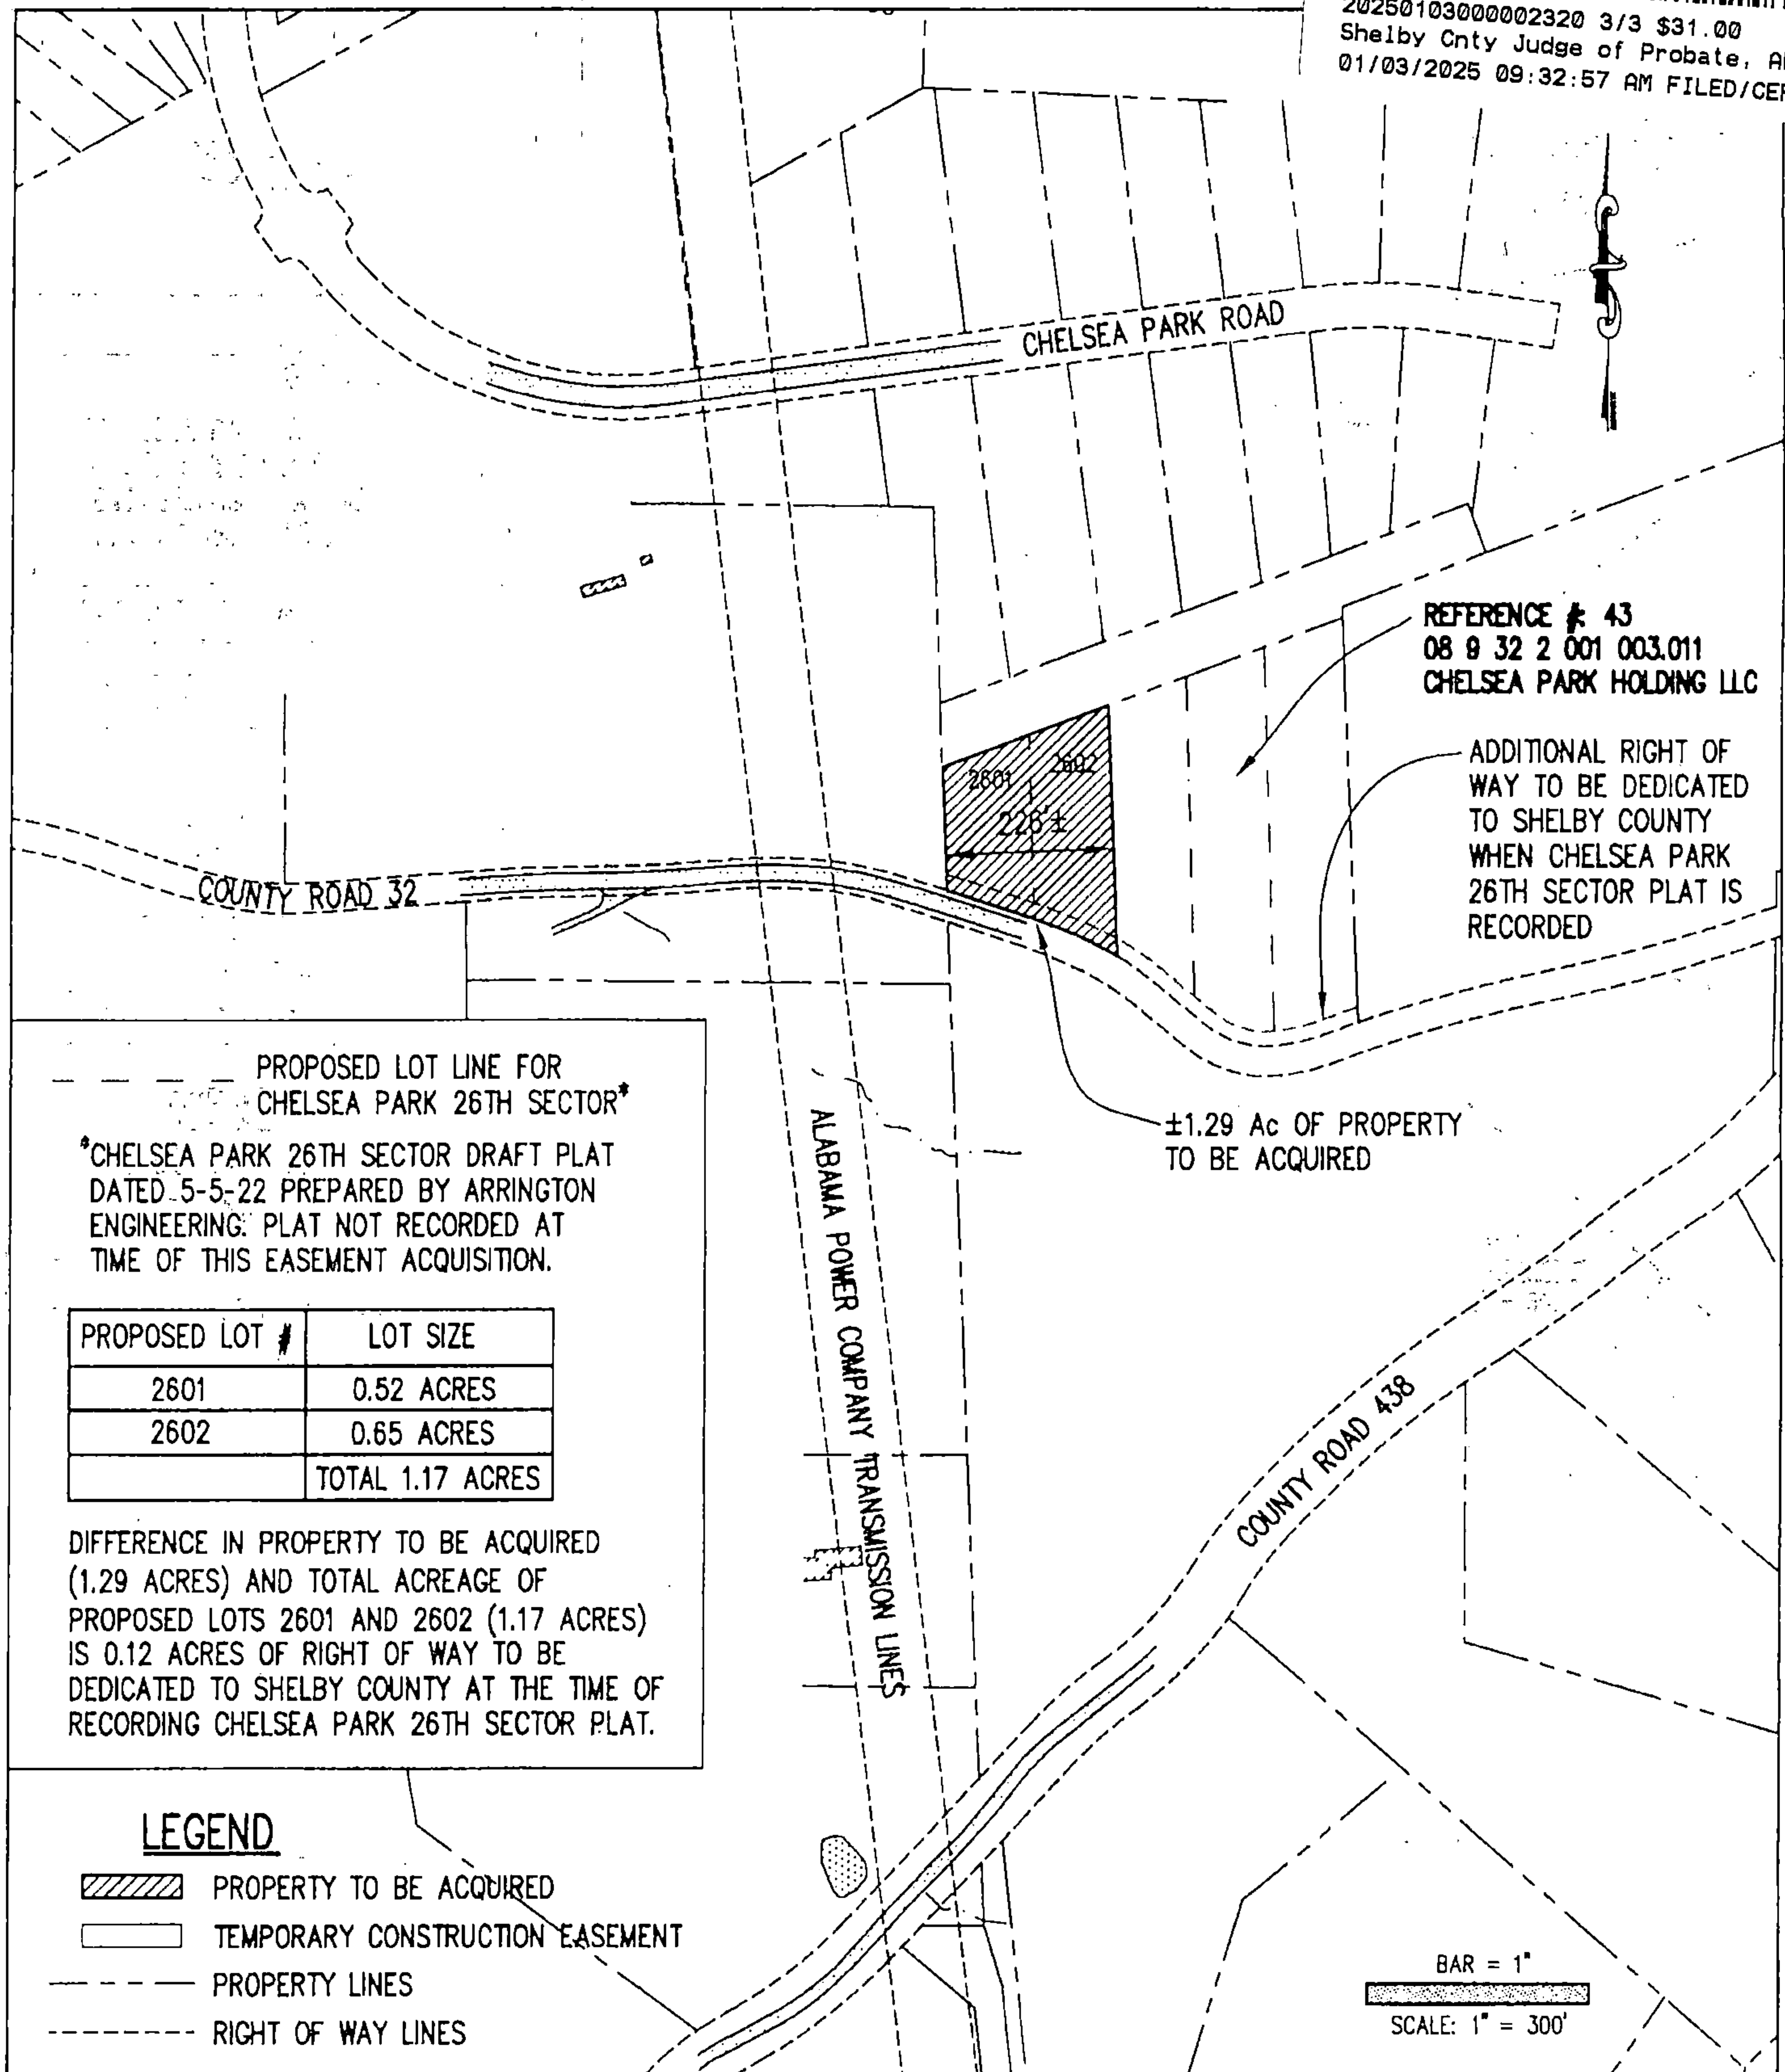 20250103000002320 3/3 $31.00
Shelby Cnty Judge of Probate,
01/03/2025 09:32:57 AM
CHELSEA PARK ROAD
REFERENCE # 43
08 9 32 2 001 003.011
CHELSEA PARK HOLDING LLC
2601
2602
226'±
ADDITIONAL RIGHT OF
WAY TO BE DEDICATED
TO SHELBY COUNTY
WHEN CHELSEA PARK
26TH SECTOR PLAT IS
RECORDED
COUNTY ROAD 32
±1.29 Ac OF PROPERTY
TO BE ACQUIRED
ALABAMA POWER COMPANY TRANSMISSION LINES
COUNTY ROAD 438
PROPOSED LOT LINE FOR
CHELSEA PARK 26TH SECTOR*
*CHELSEA PARK 26TH SECTOR DRAFT PLAT
DATED 5-5-22 PREPARED BY ARRINGTON
ENGINEERING. PLAT NOT RECORDED AT
TIME OF THIS EASEMENT ACQUISITION.
PROPOSED LOT # LOT SIZE
2601 0.52 ACRES
2602 0.65 ACRES
TOTAL 1.17 ACRES
DIFFERENCE IN PROPERTY TO BE ACQUIRED
(1.29 ACRES) AND TOTAL ACREAGE OF
PROPOSED LOTS 2601 AND 2602 (1.17 ACRES)
IS 0.12 ACRES OF RIGHT OF WAY TO BE
DEDICATED TO SHELBY COUNTY AT THE TIME OF
RECORDING CHELSEA PARK 26TH SECTOR PLAT.
LEGEND
PROPERTY TO BE ACQUIRED
TEMPORARY CONSTRUCTION EASEMENT
PROPERTY LINES
RIGHT OF WAY LINES
BAR = 1"
SCALE: 1" = 300'